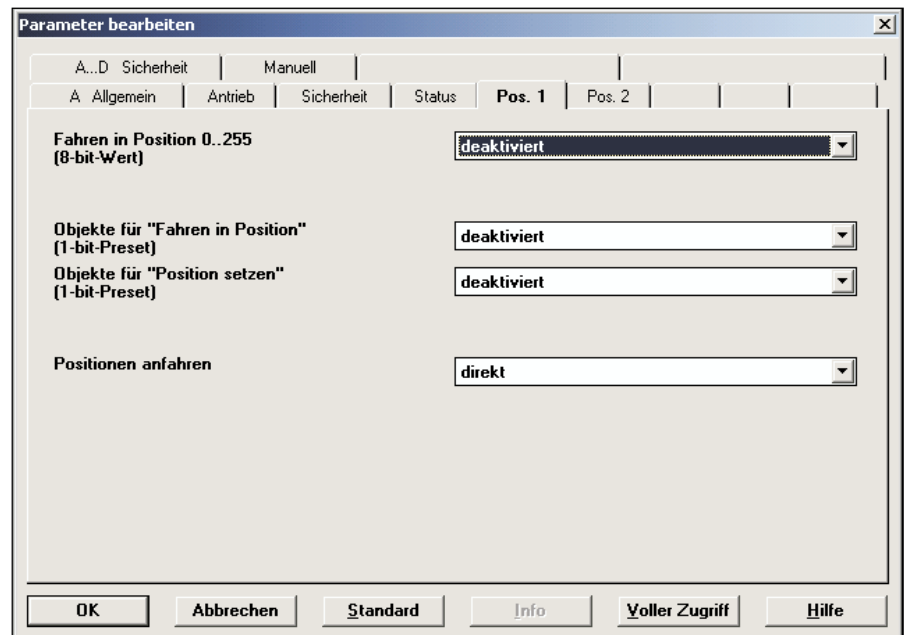 Parameter bearbeiten
A...D Sicherheit Manuell
A Allgemein Antrieb Sicherheit Status Pos. 1 Pos. 2
Fahren in Position 0..255
(8-bit-Wert)
deaktiviert
Objekte für "Fahren in Position"
(1-bit-Preset)
deaktiviert
Objekte für "Position setzen"
(1-bit-Preset)
deaktiviert
Positionen anfahren
direkt
OK Abbrechen Standard Info Voller Zugriff Hilfe